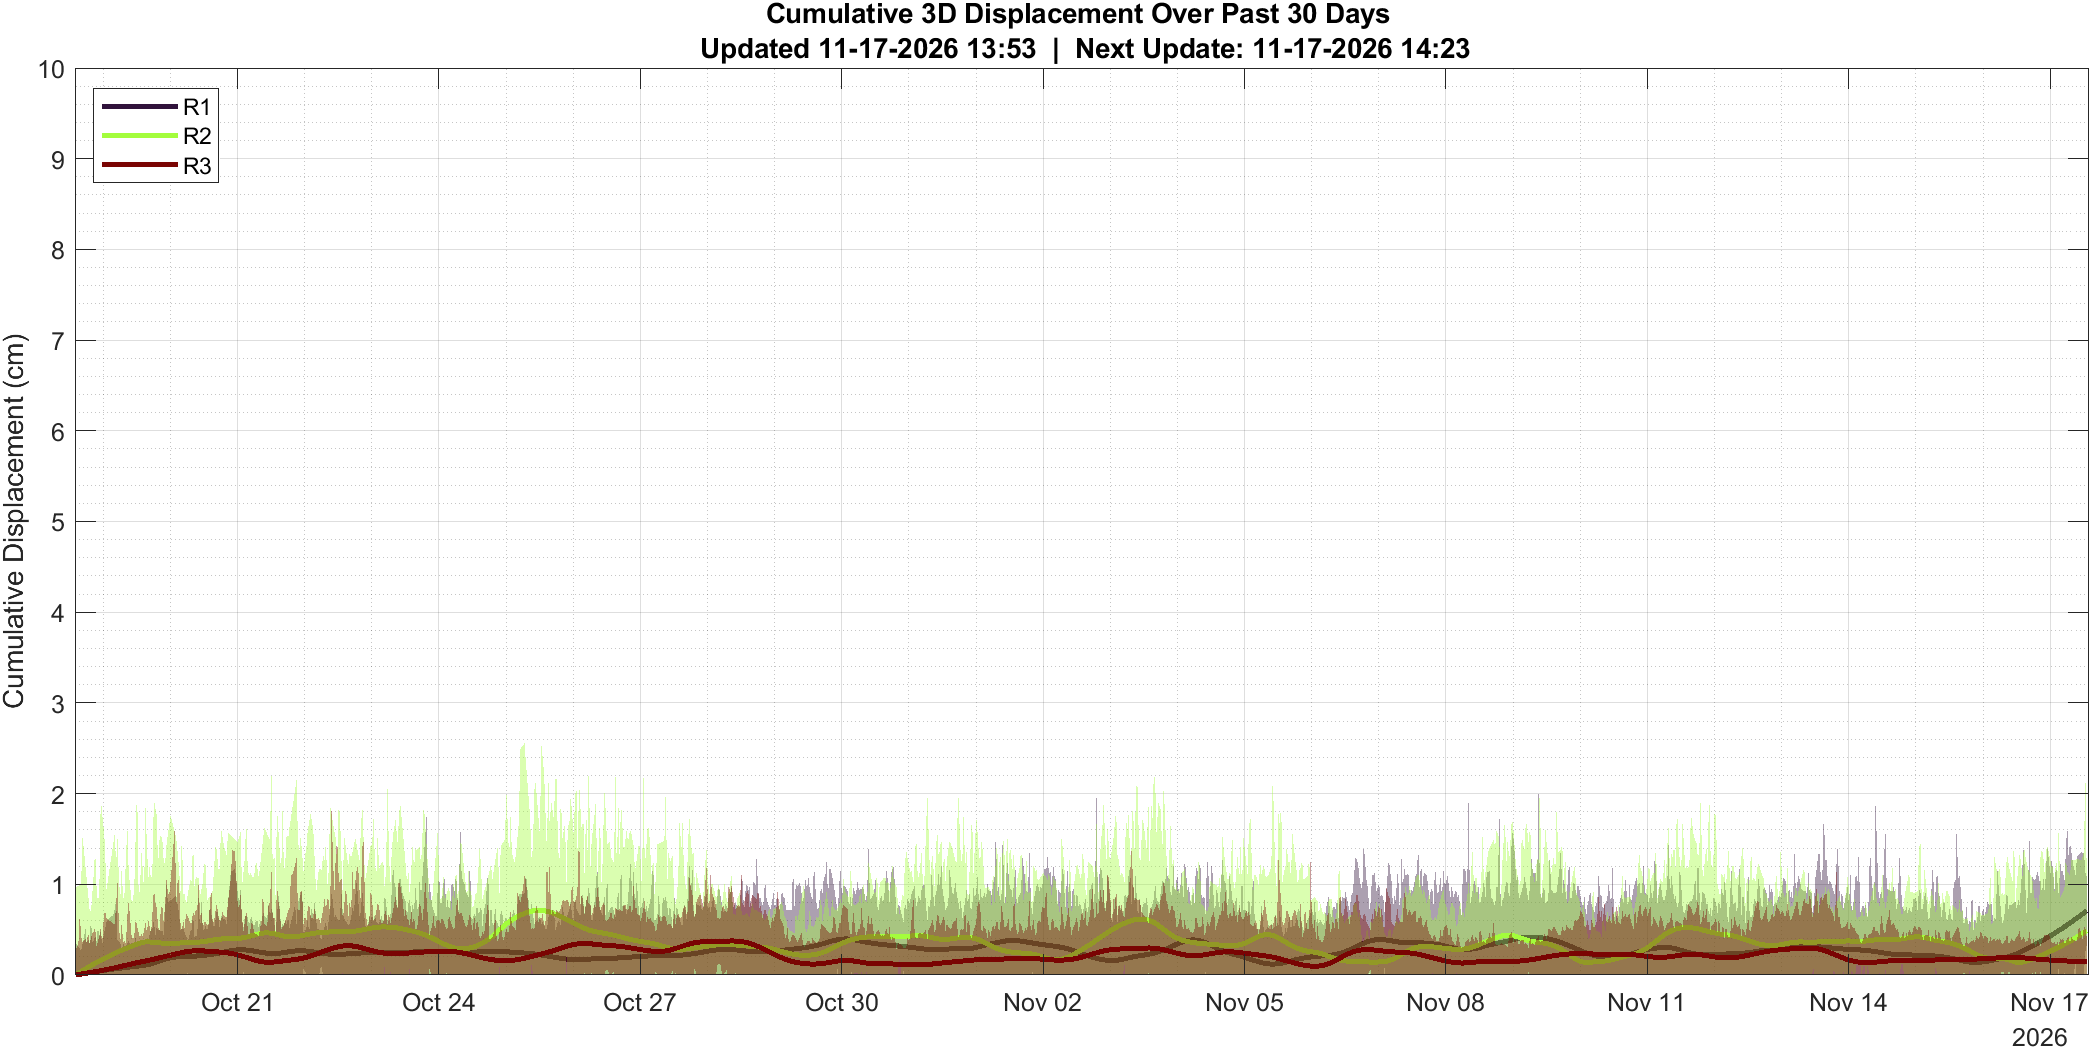 Cumulative 3D Displacement Over Past 30 Days
Updated 11-17-2026 13:53 | Next Update: 11-17-2026 14:23
Cumulative Displacement (cm)
10
9
8
7
6
5
4
3
2
1
0
R1
R2
R3
Oct 21
Oct 24
Oct 27
Oct 30
Nov 02
Nov 05
Nov 08
Nov 11
Nov 14
Nov 17
2026